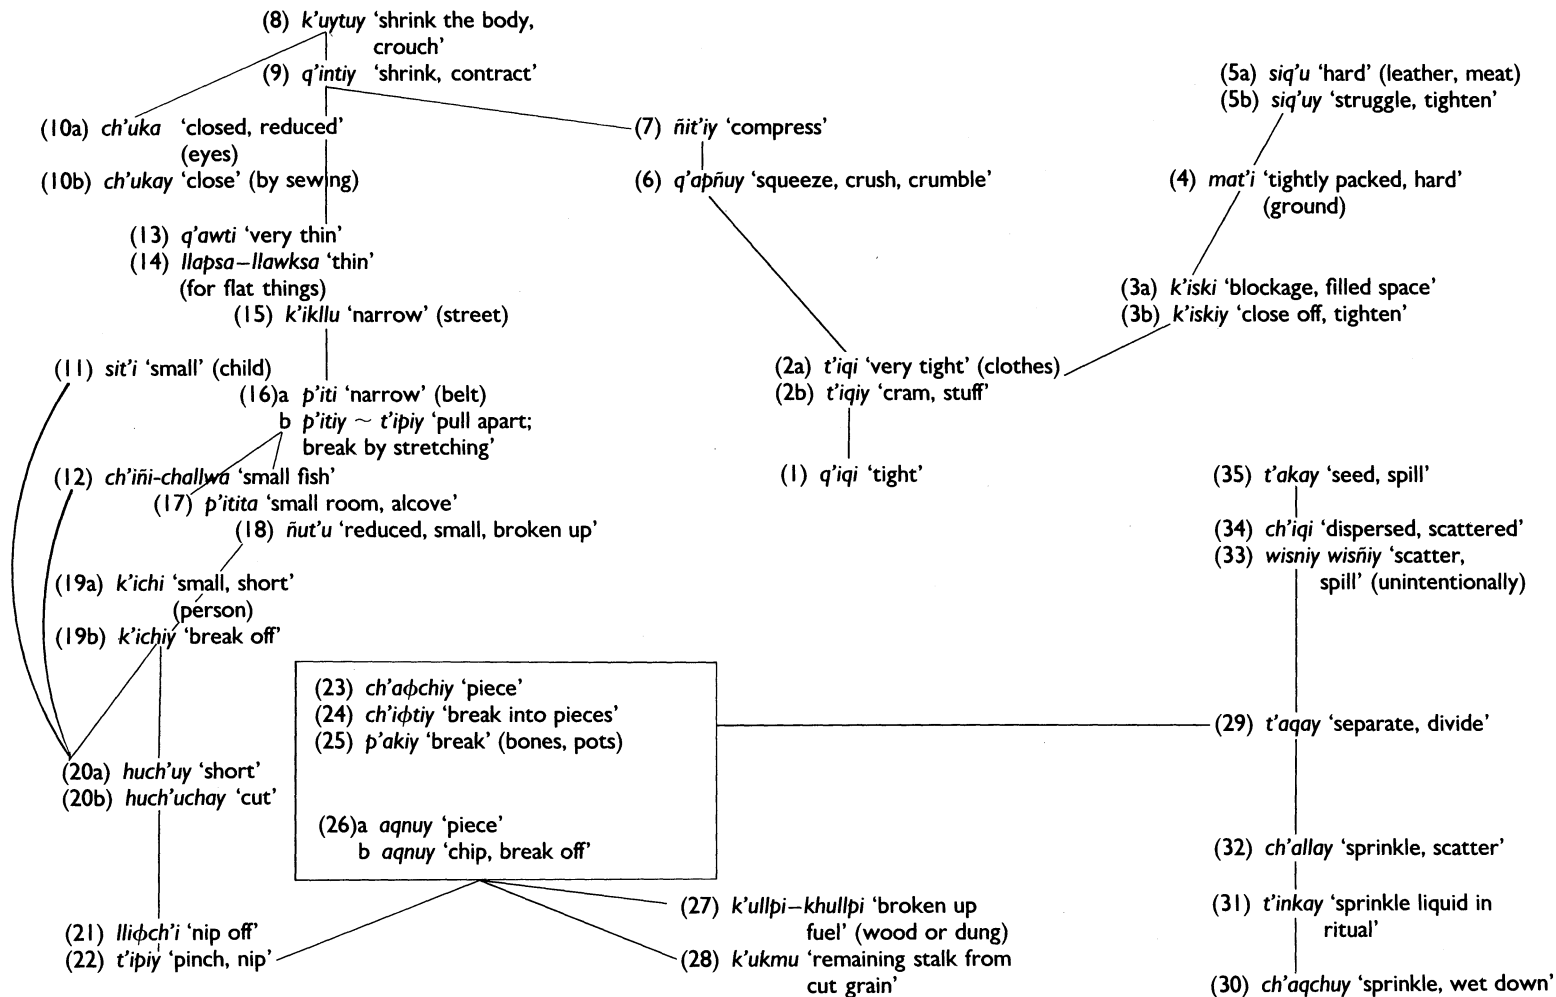 (8) k'uytuy ‘shrink the body,
crouch’
(9) q'intiy ‘shrink, contract’
(10a) ch'uka ‘closed, reduced’
(eyes)
(10b) ch'ukay ‘close’ (by sewing)
(13) q'awti ‘very thin’
(14) llapsa–llawksa ‘thin’
(for flat things)
(15) k'ikllu ‘narrow’ (street)
(11) sit'i ‘small’ (child)
(16)a p'iti ‘narrow’ (belt)
b p'itiy ~ t'ipiy ‘pull apart;
break by stretching’
(12) ch'iñi-challwa ‘small fish’
(17) p'itita ‘small room, alcove’
(18) ñut'u ‘reduced, small, broken up’
(19a) k'ichi ‘small, short’
(person)
(19b) k'ichiy ‘break off’
(20a) huch'uy ‘short’
(20b) huch'uchay ‘cut’
(21) lliɸch'i ‘nip off’
(22) t'ipiy ‘pinch, nip’
(7) ñit'iy ‘compress’
(6) q'apñuy ‘squeeze, crush, crumble’
(5a) siq'u ‘hard’ (leather, meat)
(5b) siq'uy ‘struggle, tighten’
(4) mat'i ‘tightly packed, hard’
(ground)
(3a) k'iski ‘blockage, filled space’
(3b) k'iskiy ‘close off, tighten’
(2a) t'iqi ‘very tight’ (clothes)
(2b) t'iqiy ‘cram, stuff’
(1) q'iqi ‘tight’
(23) ch'aɸchiy ‘piece’
(24) ch'iɸtiy ‘break into pieces’
(25) p'akiy ‘break’ (bones, pots)
(26)a aqnuy ‘piece’
b aqnuy ‘chip, break off’
(27) k'ullpi–khullpi ‘broken up
fuel’ (wood or dung)
(28) k'ukmu ‘remaining stalk from
cut grain’
(35) t'akay ‘seed, spill’
(34) ch'iqi ‘dispersed, scattered’
(33) wisniy wisñiy ‘scatter,
spill’ (unintentionally)
(29) t'aqay ‘separate, divide’
(32) ch'allay ‘sprinkle, scatter’
(31) t'inkay ‘sprinkle liquid in
ritual’
(30) ch'aqchuy ‘sprinkle, wet down’